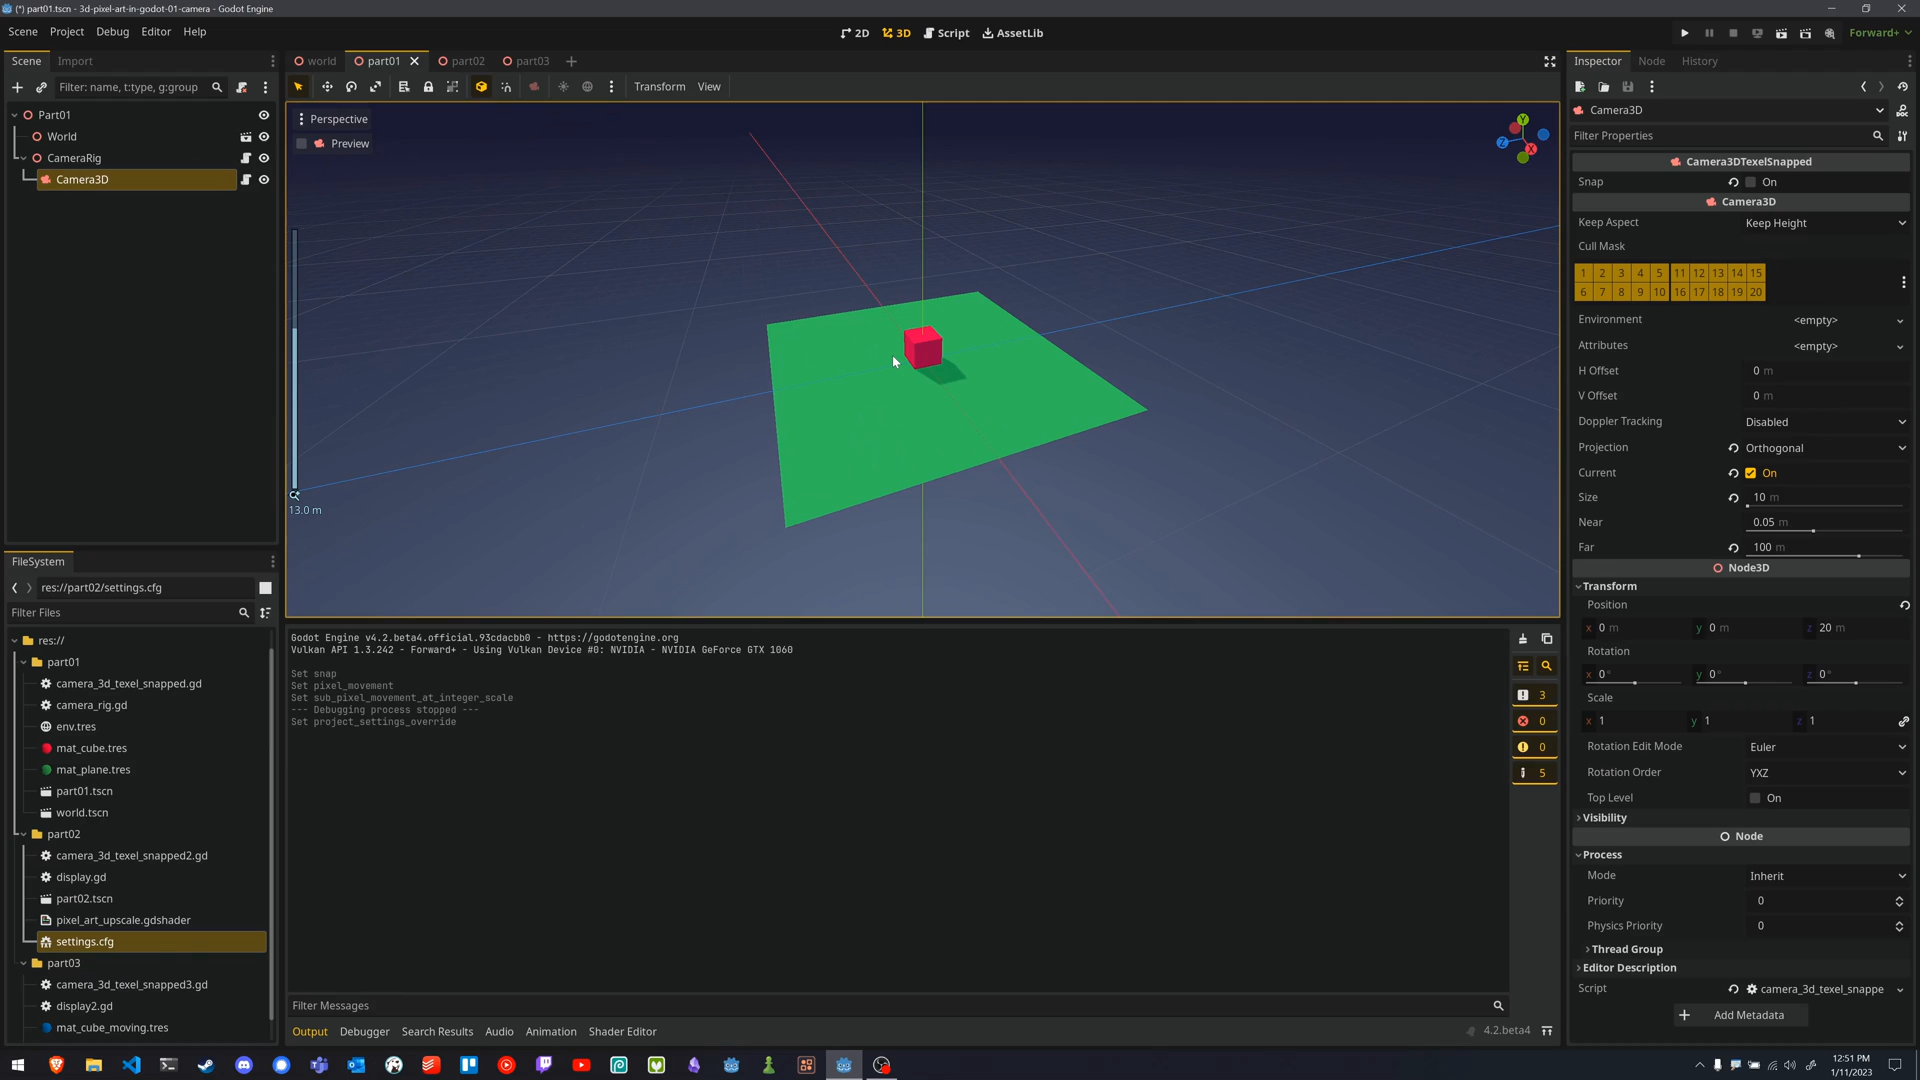 (*) part01.tscn - 3d-pixel-art-in-godot-01-camera - Godot Engine
Scene Project Debug Editor Help
2D 3D Script AssetLib
Forward+
Scene Import
world part01 part02 part03
Inspector Node History
Filter: name, t:type, g:group
Transform View
Camera3D
Part01
World
CameraRig
Camera3D
Perspective
Preview
Y
Z
X
13.0 m
Filter Properties
Camera3DTexelSnapped
Snap On
Camera3D
Keep Aspect Keep Height
Cull Mask
1 2 3 4 5 11 12 13 14 15
6 7 8 9 10 16 17 18 19 20
Environment <empty>
Attributes <empty>
H Offset 0 m
V Offset 0 m
Doppler Tracking Disabled
Projection Orthogonal
Current On
Size 10 m
Near 0.05 m
Far 100 m
Node3D
Transform
Position
x 0 m y 0 m z 20 m
Rotation
x 0° y 0° z 0°
Scale
x 1 y 1 z 1
Rotation Edit Mode Euler
Rotation Order YXZ
Top Level On
Visibility
Node
Process
Mode Inherit
Priority 0
Physics Priority 0
Thread Group
Editor Description
Script camera_3d_texel_snappe
Add Metadata
FileSystem
res://part02/settings.cfg
Filter Files
res://
part01
camera_3d_texel_snapped.gd
camera_rig.gd
env.tres
mat_cube.tres
mat_plane.tres
part01.tscn
world.tscn
part02
camera_3d_texel_snapped2.gd
display.gd
part02.tscn
pixel_art_upscale.gdshader
settings.cfg
part03
camera_3d_texel_snapped3.gd
display2.gd
mat_cube_moving.tres
Godot Engine v4.2.beta4.official.93cdacbb0 - https://godotengine.org
Vulkan API 1.3.242 - Forward+ - Using Vulkan Device #0: NVIDIA - NVIDIA GeForce GTX 1060
Set snap
Set pixel_movement
Set sub_pixel_movement_at_integer_scale
--- Debugging process stopped ---
Set project_settings_override
3
0
0
5
Filter Messages
Output Debugger Search Results Audio Animation Shader Editor
4.2.beta4
12:51 PM
1/11/2023